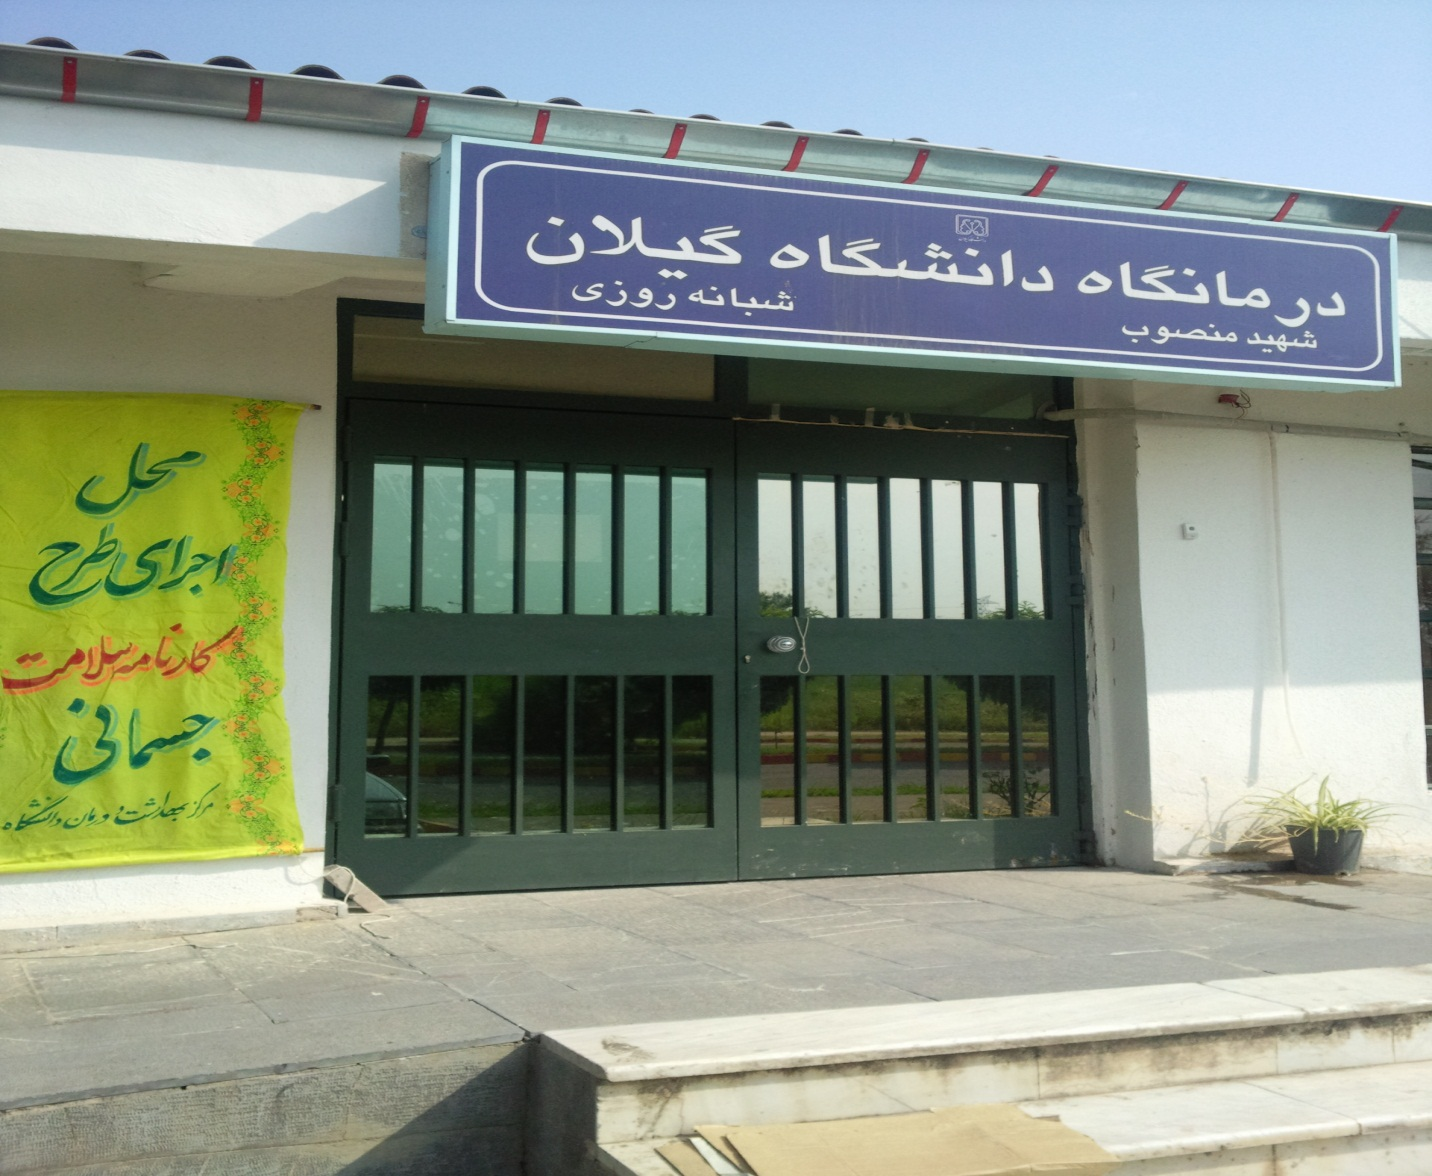 درمانگاه دانشگاه گیلان
شهید منصوب
شبانه روزی
محل
اجرای طرح
کارنامه سلامت
جسمانی
مرکز بهداشت و درمان دانشگاه